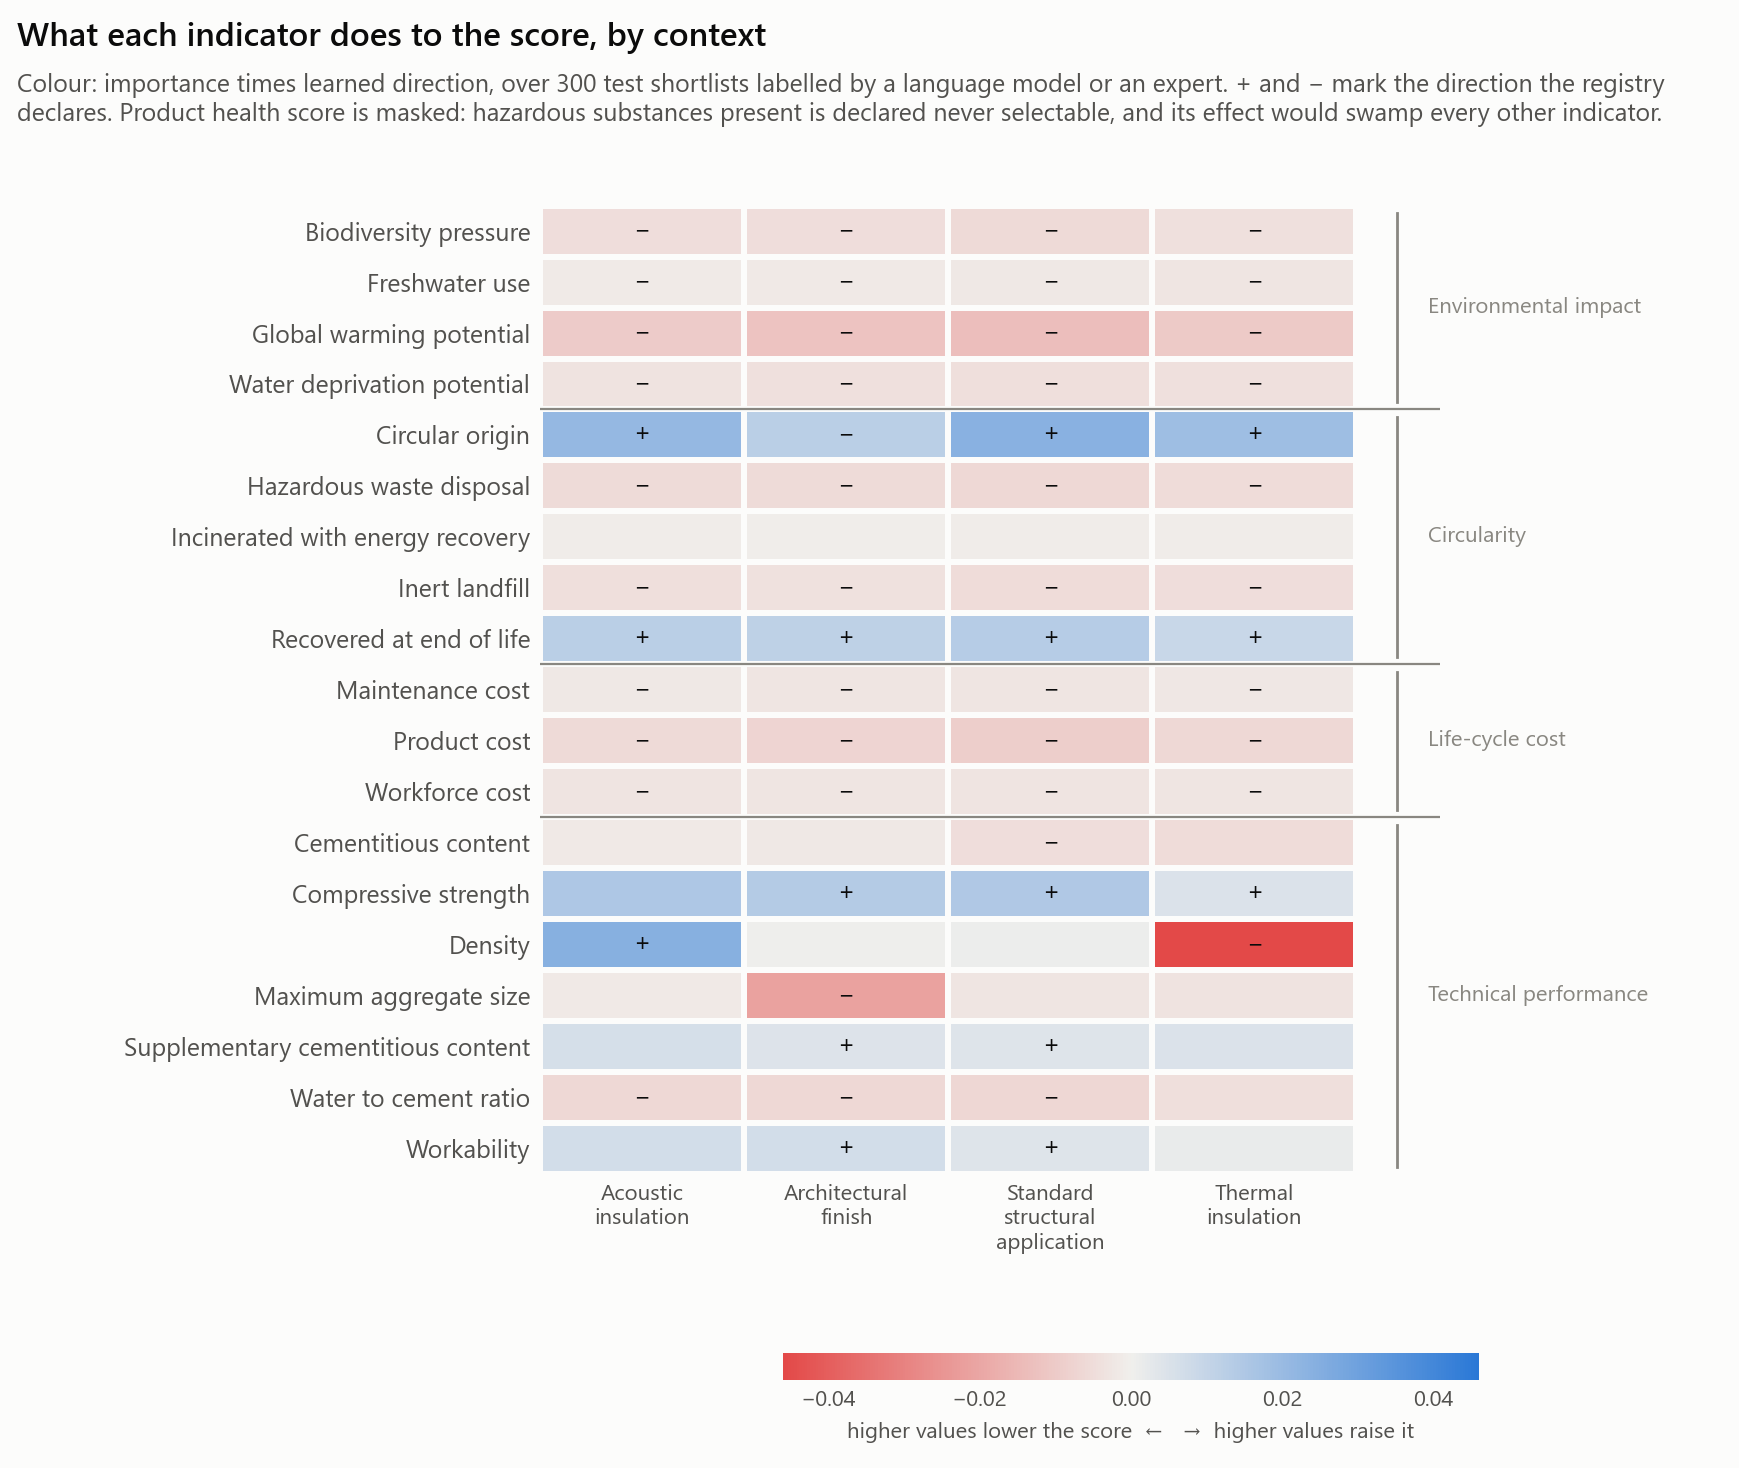 What each indicator does to the score, by context
Colour: importance times learned direction, over 300 test shortlists labelled by a language model or an expert. + and − mark the direction the registry
declares. Product health score is masked: hazardous substances present is declared never selectable, and its effect would swamp every other indicator.
Biodiversity pressure − − − −
Freshwater use − − − −
Environmental impact
Global warming potential − − − −
Water deprivation potential − − − −
Circular origin + − + +
Hazardous waste disposal − − − −
Incinerated with energy recovery
Circularity
Inert landfill − − − −
Recovered at end of life + + + +
Maintenance cost − − − −
Product cost − − − −
Life-cycle cost
Workforce cost − − − −
Cementitious content −
Compressive strength + + +
Density + −
Maximum aggregate size −
Technical performance
Supplementary cementitious content + +
Water to cement ratio − − −
Workability + +
Acoustic
insulation
Architectural
finish
Standard
structural
application
Thermal
insulation
−0.04 −0.02 0.00 0.02 0.04
higher values lower the score ← → higher values raise it